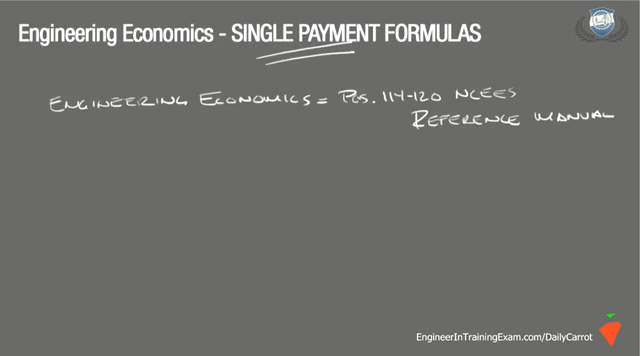 Engineering Economics - SINGLE PAYMENT FORMULAS
ENGINEERING ECONOMICS = PGS. 114-120 NCEES
REFERENCE MANUAL
EngineerInTrainingExam.com/DailyCarrot